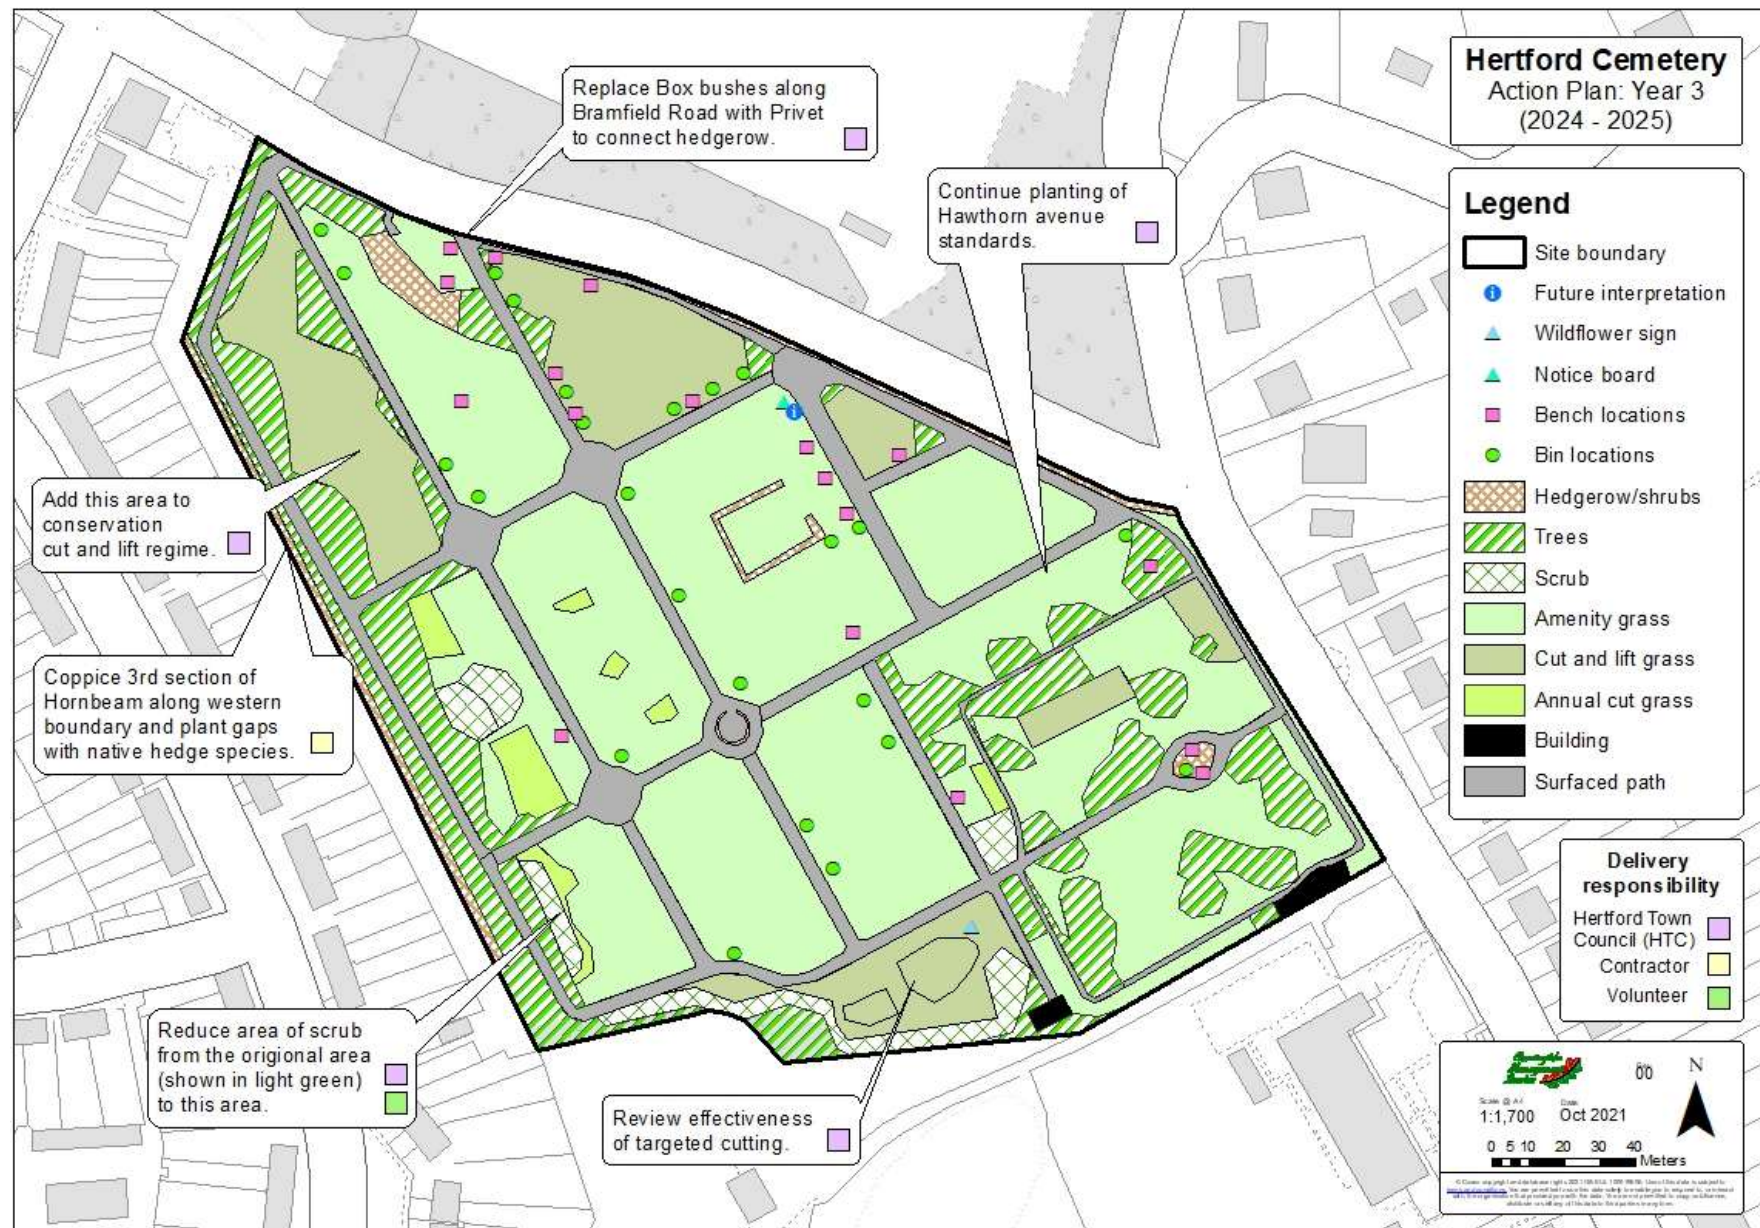 Hertford Cemetery
Action Plan: Year 3
(2024 - 2025)
Replace Box bushes along
Bramfield Road with Privet
to connect hedgerow.
Continue planting of
Hawthorn avenue
standards.
Add this area to
conservation
cut and lift regime.
Coppice 3rd section of
Hornbeam along western
boundary and plant gaps
with native hedge species.
Reduce area of scrub
from the origional area
(shown in light green)
to this area.
Review effectiveness
of targeted cutting.
Legend
Site boundary
Future interpretation
Wildflower sign
Notice board
Bench locations
Bin locations
Hedgerow/shrubs
Trees
Scrub
Amenity grass
Cut and lift grass
Annual cut grass
Building
Surfaced path
Delivery
responsibility
Hertford Town
Council (HTC)
Contractor
Volunteer
N
Scale @ A4
1:1,700
Date
Oct 2021
0 5 10 20 30 40
Meters